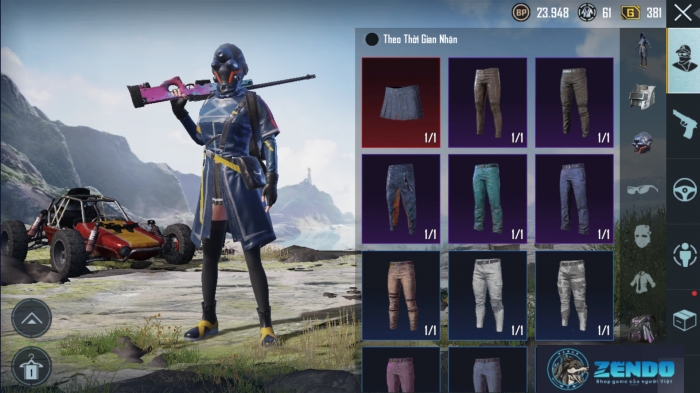 BP 23.948 61 G 381
Theo Thời Gian Nhận
1/1 1/1 1/1
1/1 1/1 1/1
1/1 1/1 1/1
ZENDO
Shop game của người Việt